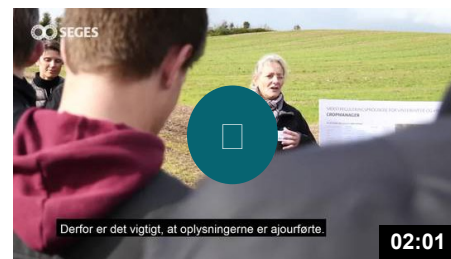 SEGES
CROPMANAGER
Derfor er det vigtigt, at oplysningerne er ajourførte.
02:01